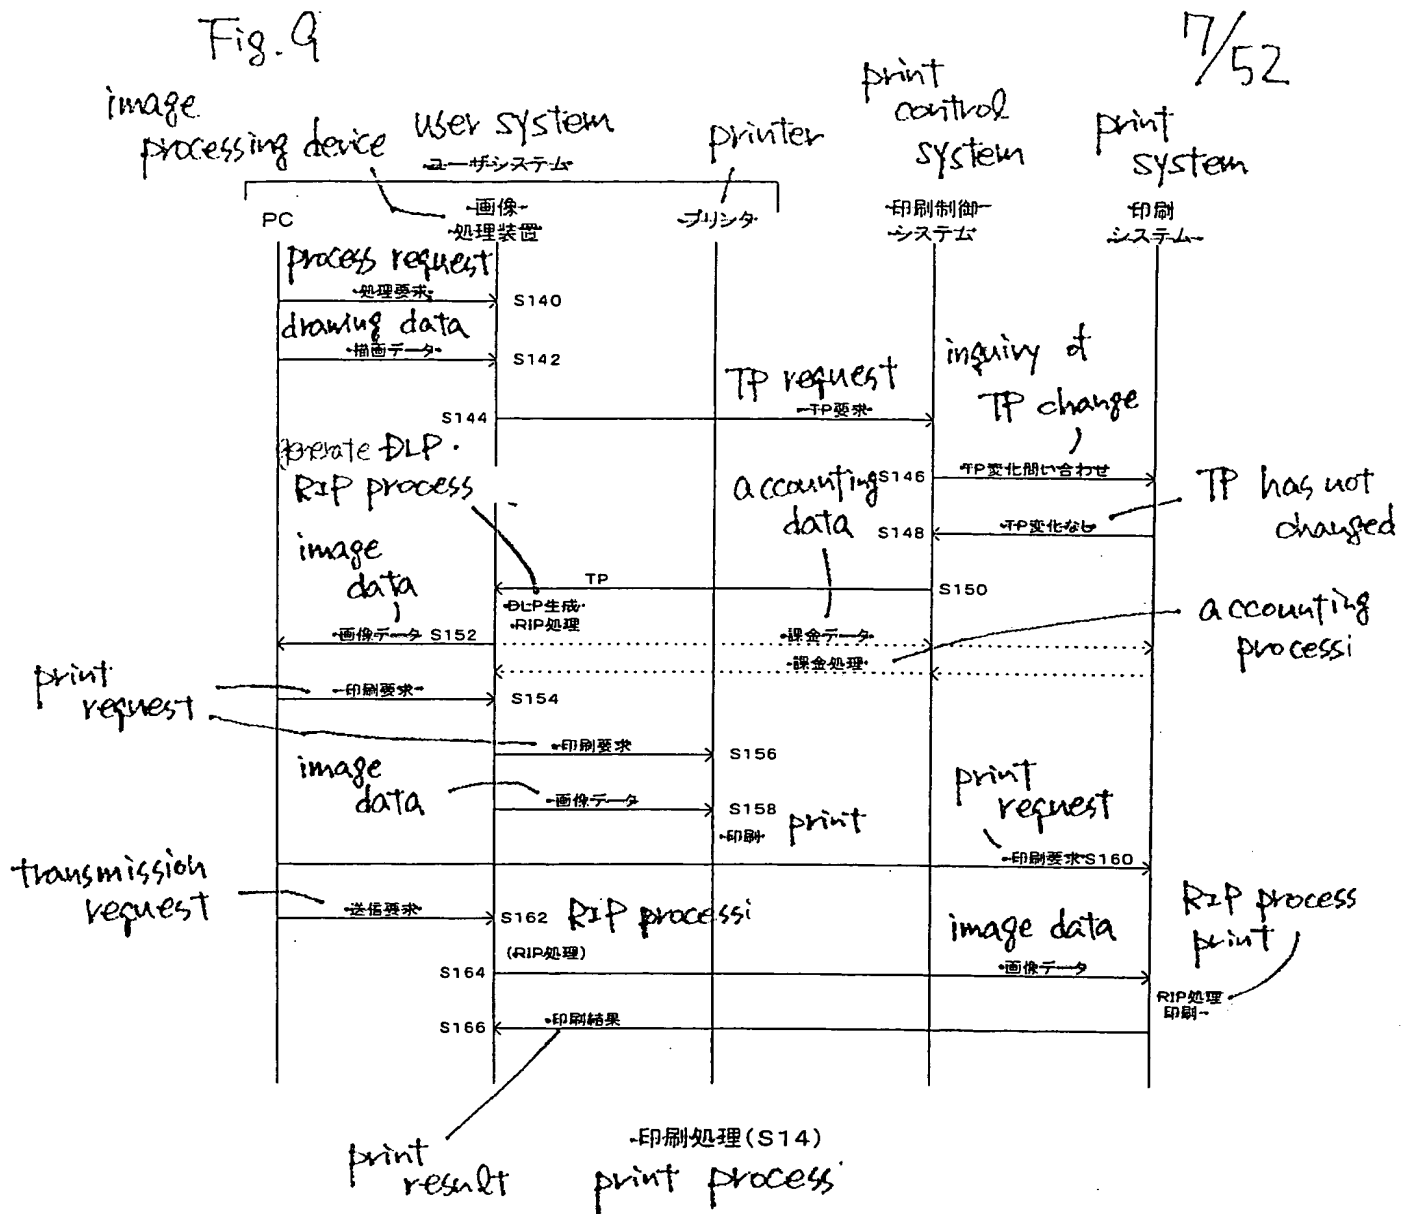 Fig. 9
7/52
image
processing device
user system
ユーザシステム
printer
print
control
system
print
system
PC
画像
処理装置
プリンタ
印刷制御
システム
印刷
システム
process request
処理要求
S140
drawing data
描画データ
S142
TP request
S144
TP要求
inquiry of
TP change
generate DLP.
RIP process
accounting
data
S146
TP変化問い合わせ
TP has not
changed
S148
TP変化なし
image
data
TP
S150
DLP生成・
RIP処理
画像データ S152
課金データ
accounting
process
課金処理
print
request
印刷要求
S154
印刷要求
S156
image
data
画像データ
S158
印刷
print
print
request
印刷要求 S160
transmission
request
送信要求
S162
RIP process
(RIP処理)
image data
RIP process
print
S164
画像データ
RIP処理
印刷
S166
印刷結果
print
result
印刷処理(S14)
print process